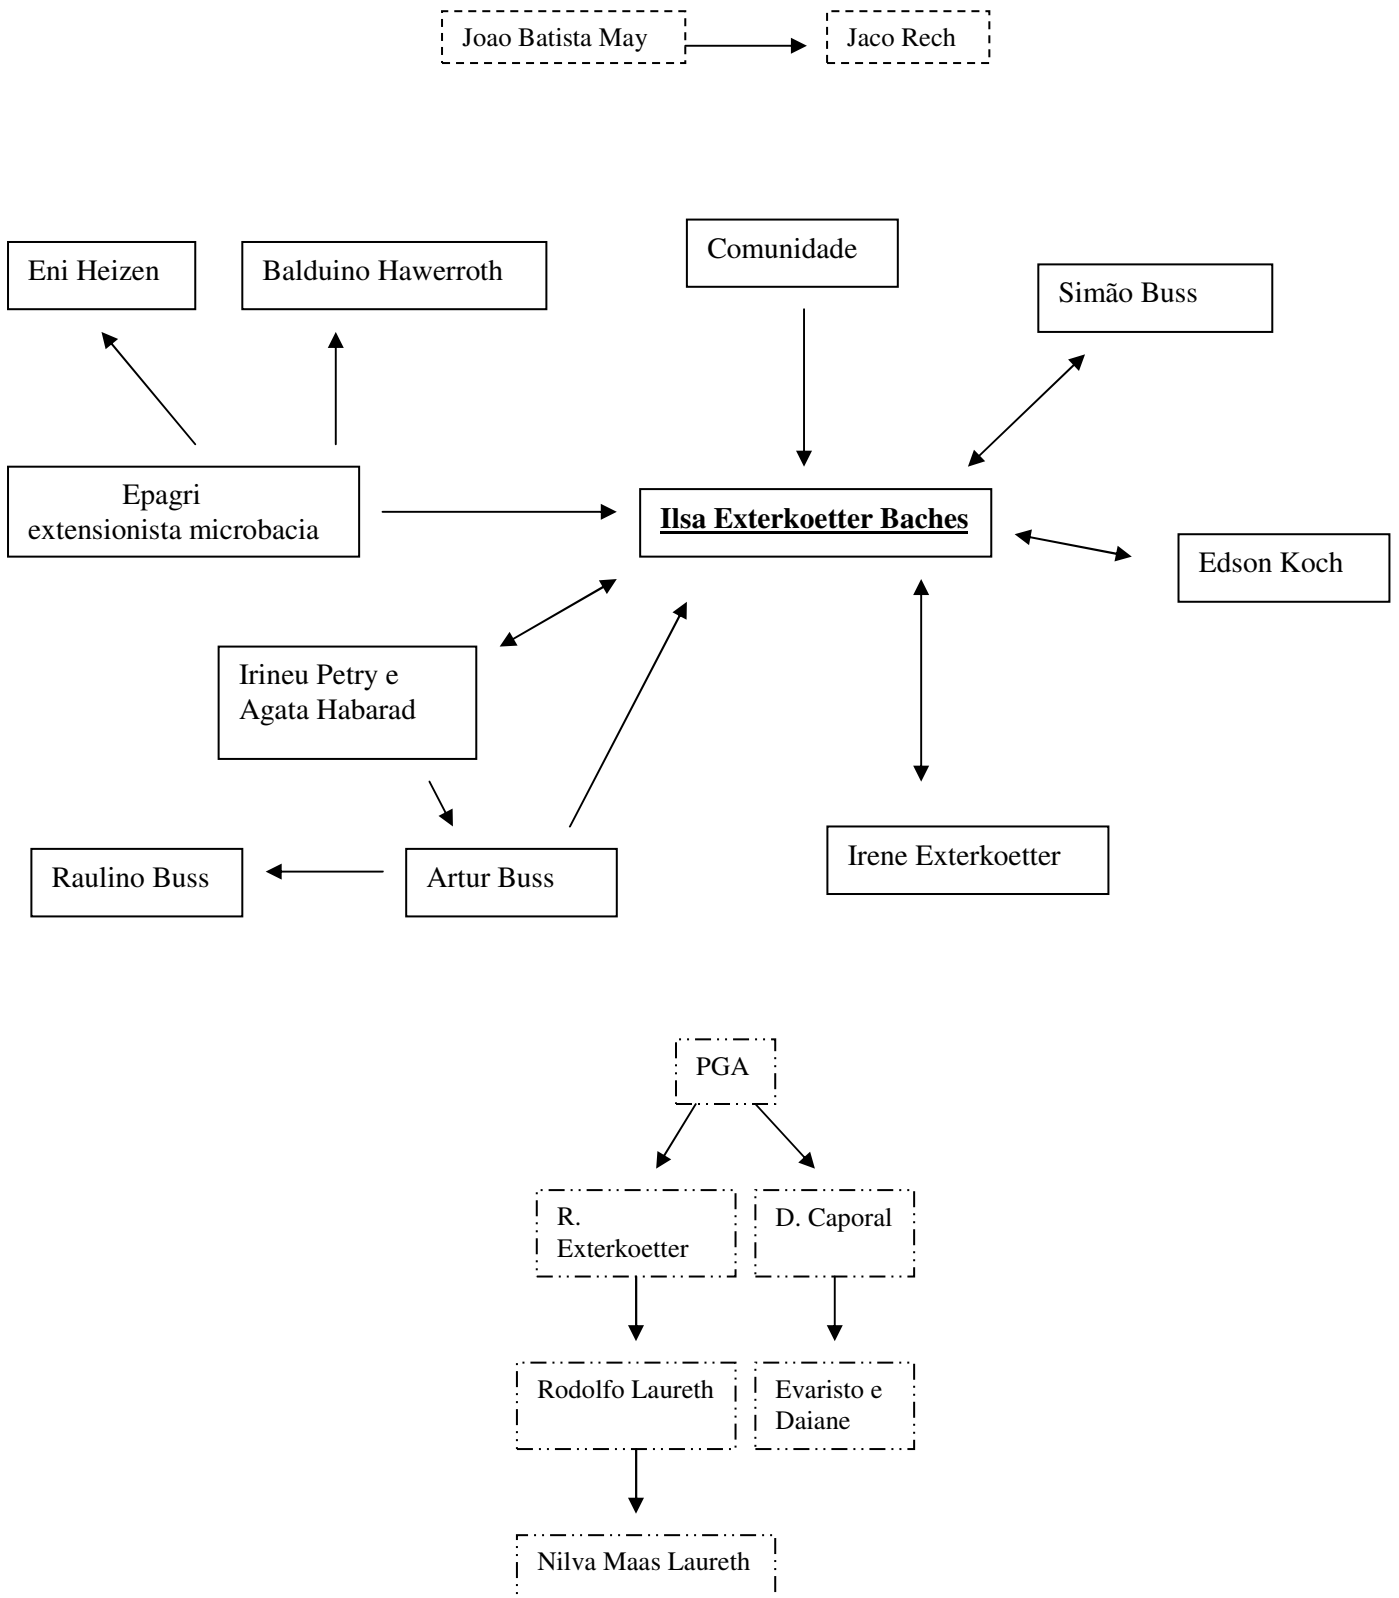 Joao Batista May
Jaco Rech
Comunidade
Eni Heizen
Balduino Hawerroth
Simão Buss
Epagri
extensionista microbacia
Ilsa Exterkoetter Baches
Edson Koch
Irineu Petry e
Agata Habarad
Irene Exterkoetter
Raulino Buss
Artur Buss
PGA
R.
Exterkoetter
D. Caporal
Rodolfo Laureth
Evaristo e
Daiane
Nilva Maas Laureth